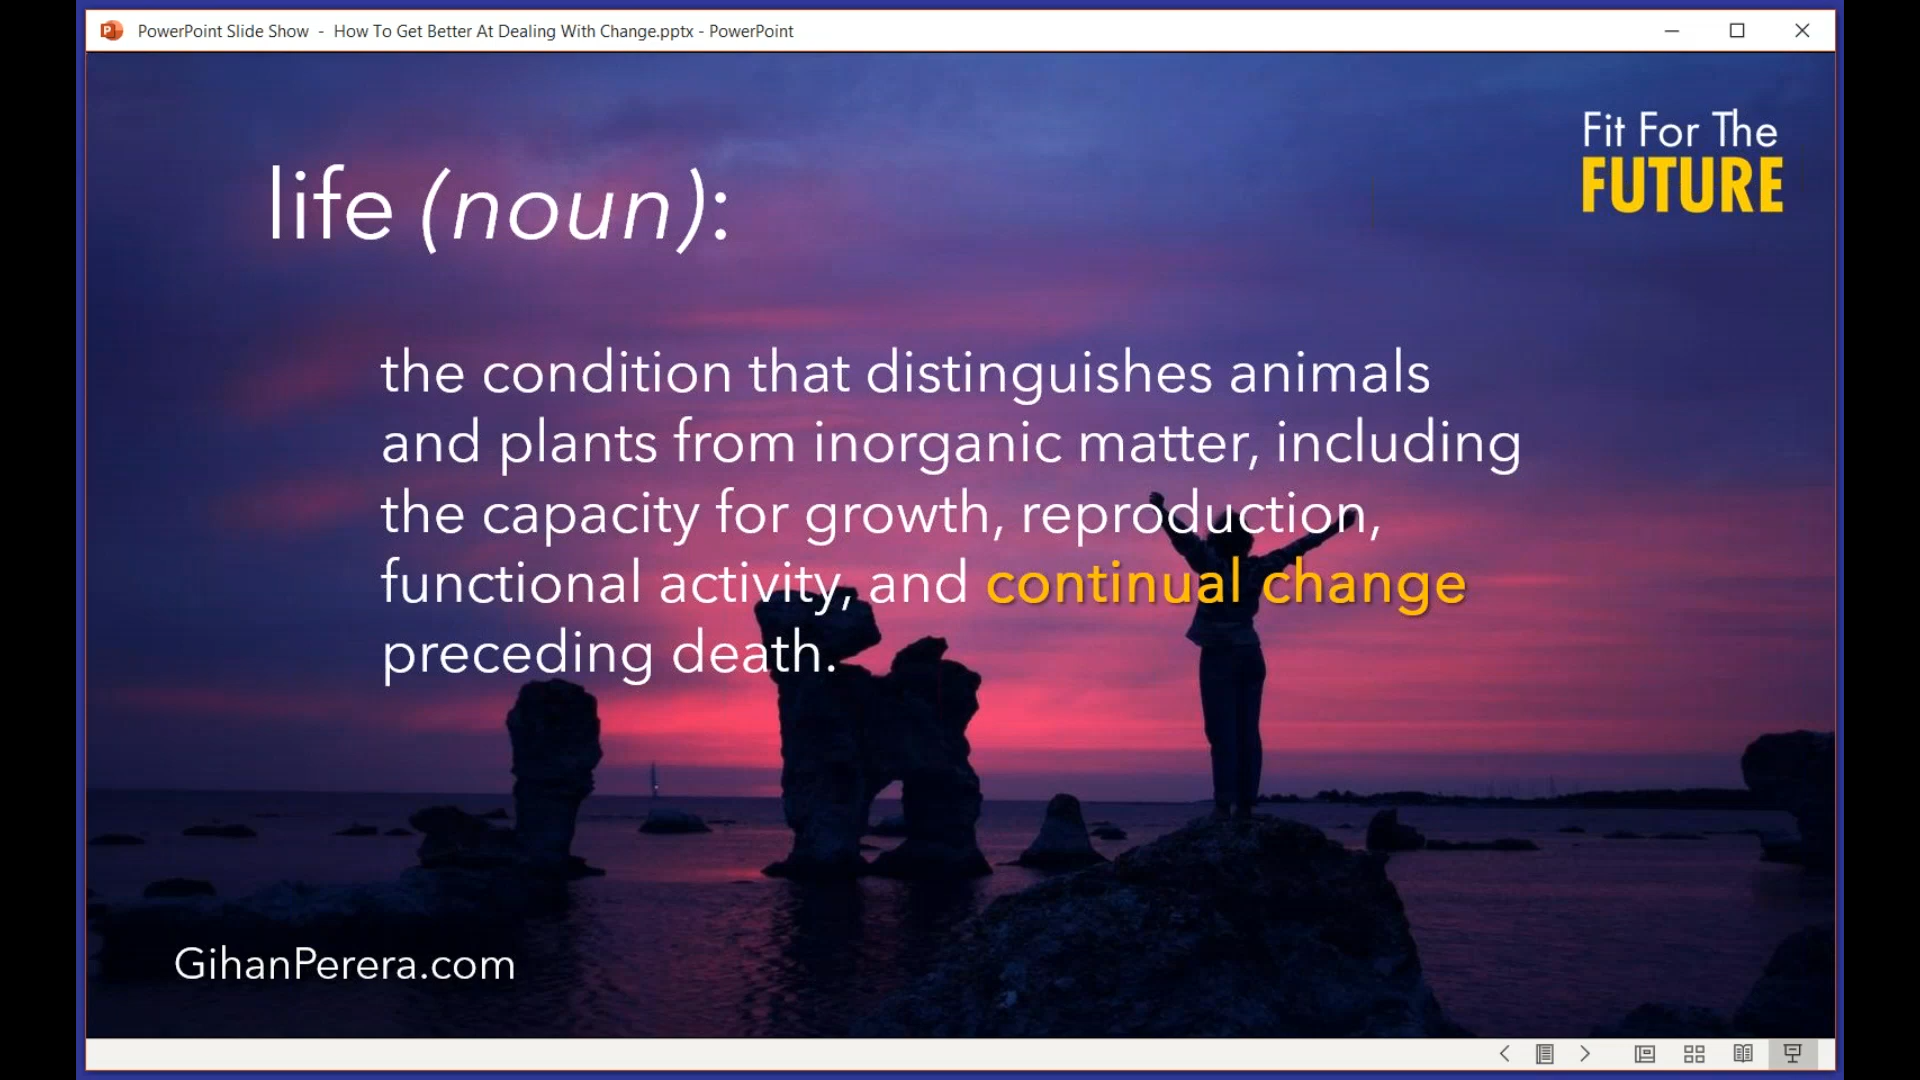 PowerPoint Slide Show - How To Get Better At Dealing With Change.pptx - PowerPoint
Fit For The
FUTURE
life (noun):
the condition that distinguishes animals
and plants from inorganic matter, including
the capacity for growth, reproduction,
functional activity, and continual change
preceding death.
GihanPerera.com